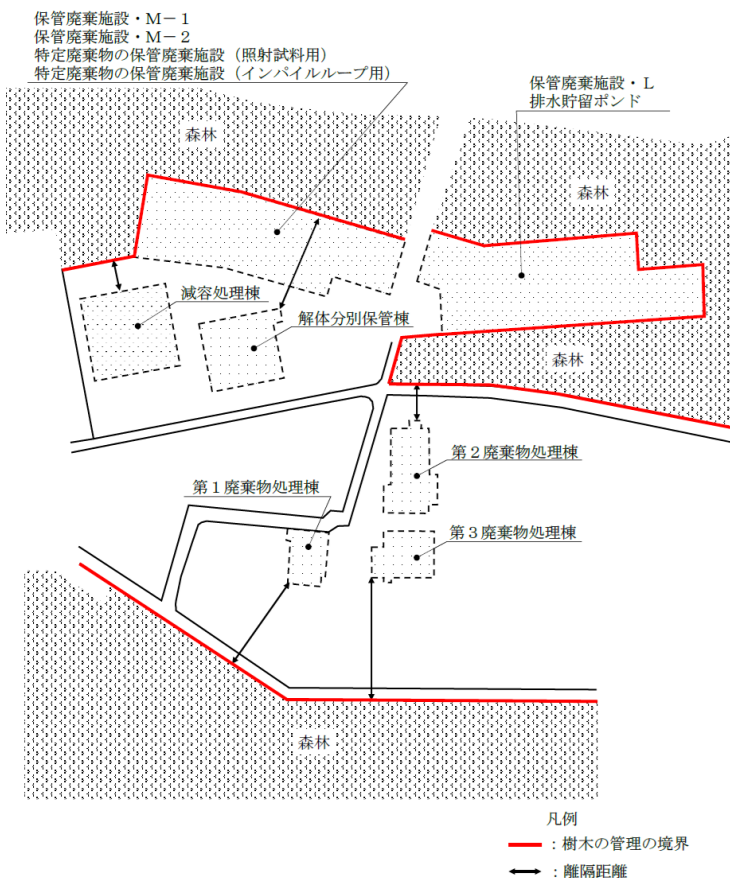 保管廃棄施設・M－1
保管廃棄施設・M－2
特定廃棄物の保管廃棄施設（照射試料用）
特定廃棄物の保管廃棄施設（インパイルループ用）
保管廃棄施設・L
排水貯留ポンド
森林
森林
減容処理棟
解体分別保管棟
森林
第２廃棄物処理棟
第１廃棄物処理棟
第３廃棄物処理棟
森林
凡例
：樹木の管理の境界
：離隔距離